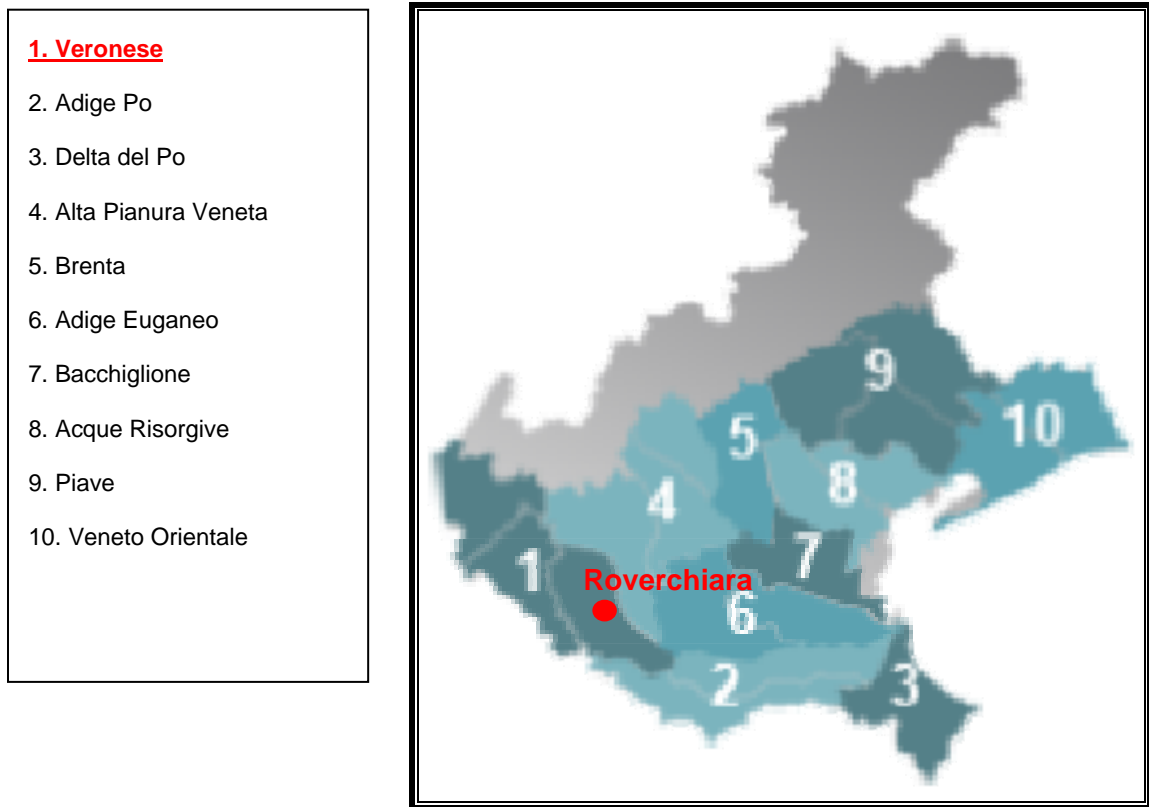 1. Veronese
2. Adige Po
3. Delta del Po
4. Alta Pianura Veneta
5. Brenta
6. Adige Euganeo
7. Bacchiglione
8. Acque Risorgive
9. Piave
10. Veneto Orientale
9
10
5
8
4
7
1
Roverchiara
6
2
3